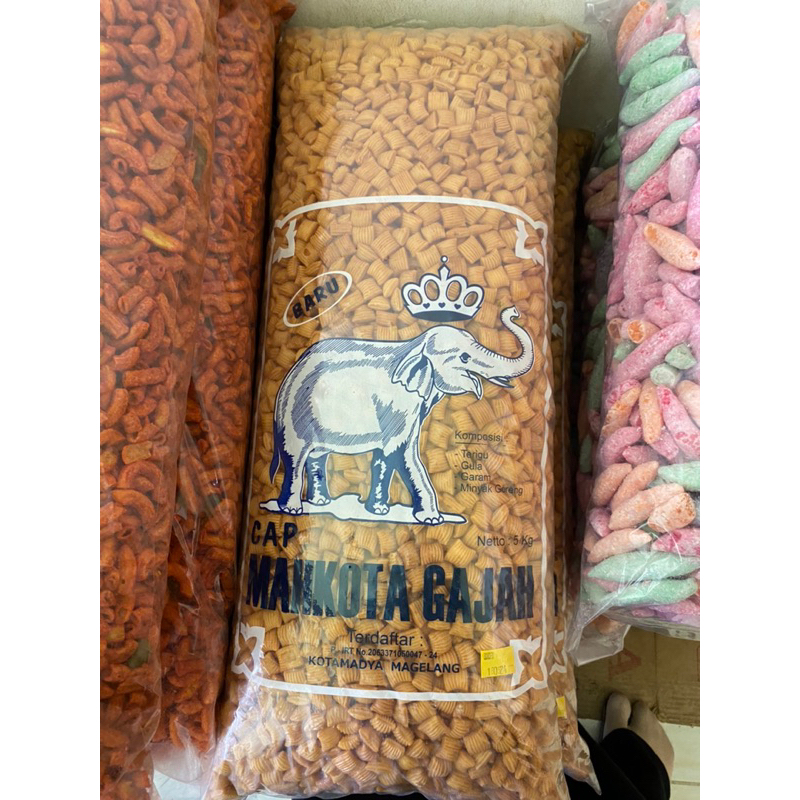 BARU
Komposisi :
- Terigu
- Gula
- Garam
- Minyak Goreng
CAP
Netto : 5 Kg
MAHKOTA GAJAH
Terdaftar :
KOTAMADYA MAGELANG